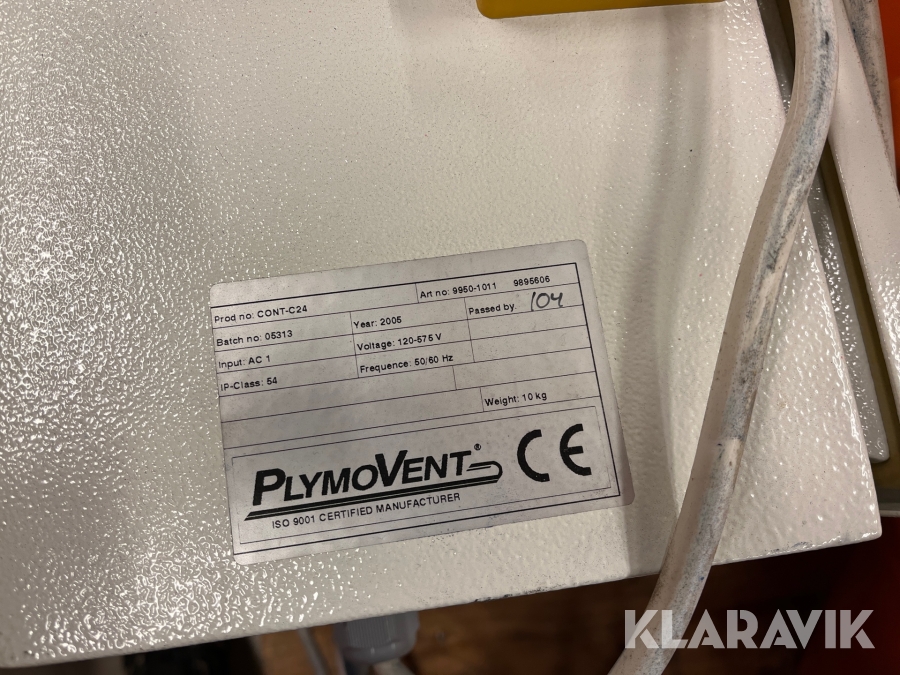 Prod no: CONT-C24 Art no: 9950-1011 9895606
Batch no: 05313 Year: 2005 Passed by: 104
Input: AC 1 Voltage: 120-575 V
IP-Class: 54 Frequence: 50/60 Hz
Weight: 10 kg
PLYMOVENT® CE
ISO 9001 CERTIFIED MANUFACTURER
KLARAVIK